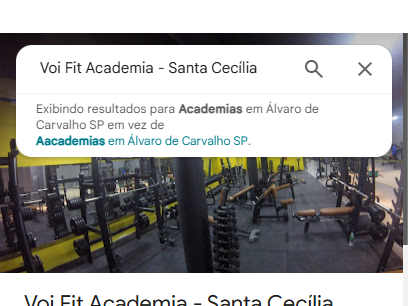 Voi Fit Academia - Santa Cecília
Exibindo resultados para Academias em Álvaro de
Carvalho SP em vez de
Aacademias em Álvaro de Carvalho SP.
Voi Fit Academia - Santa Cecília